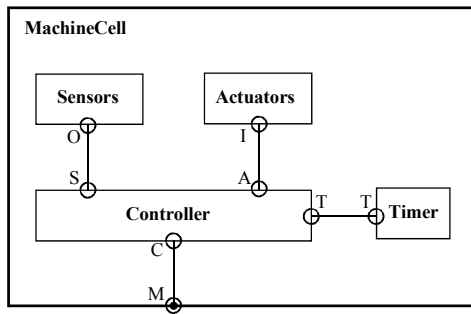 MachineCell
Sensors
Actuators
O
I
S
A
Controller
T
T
Timer
C
M